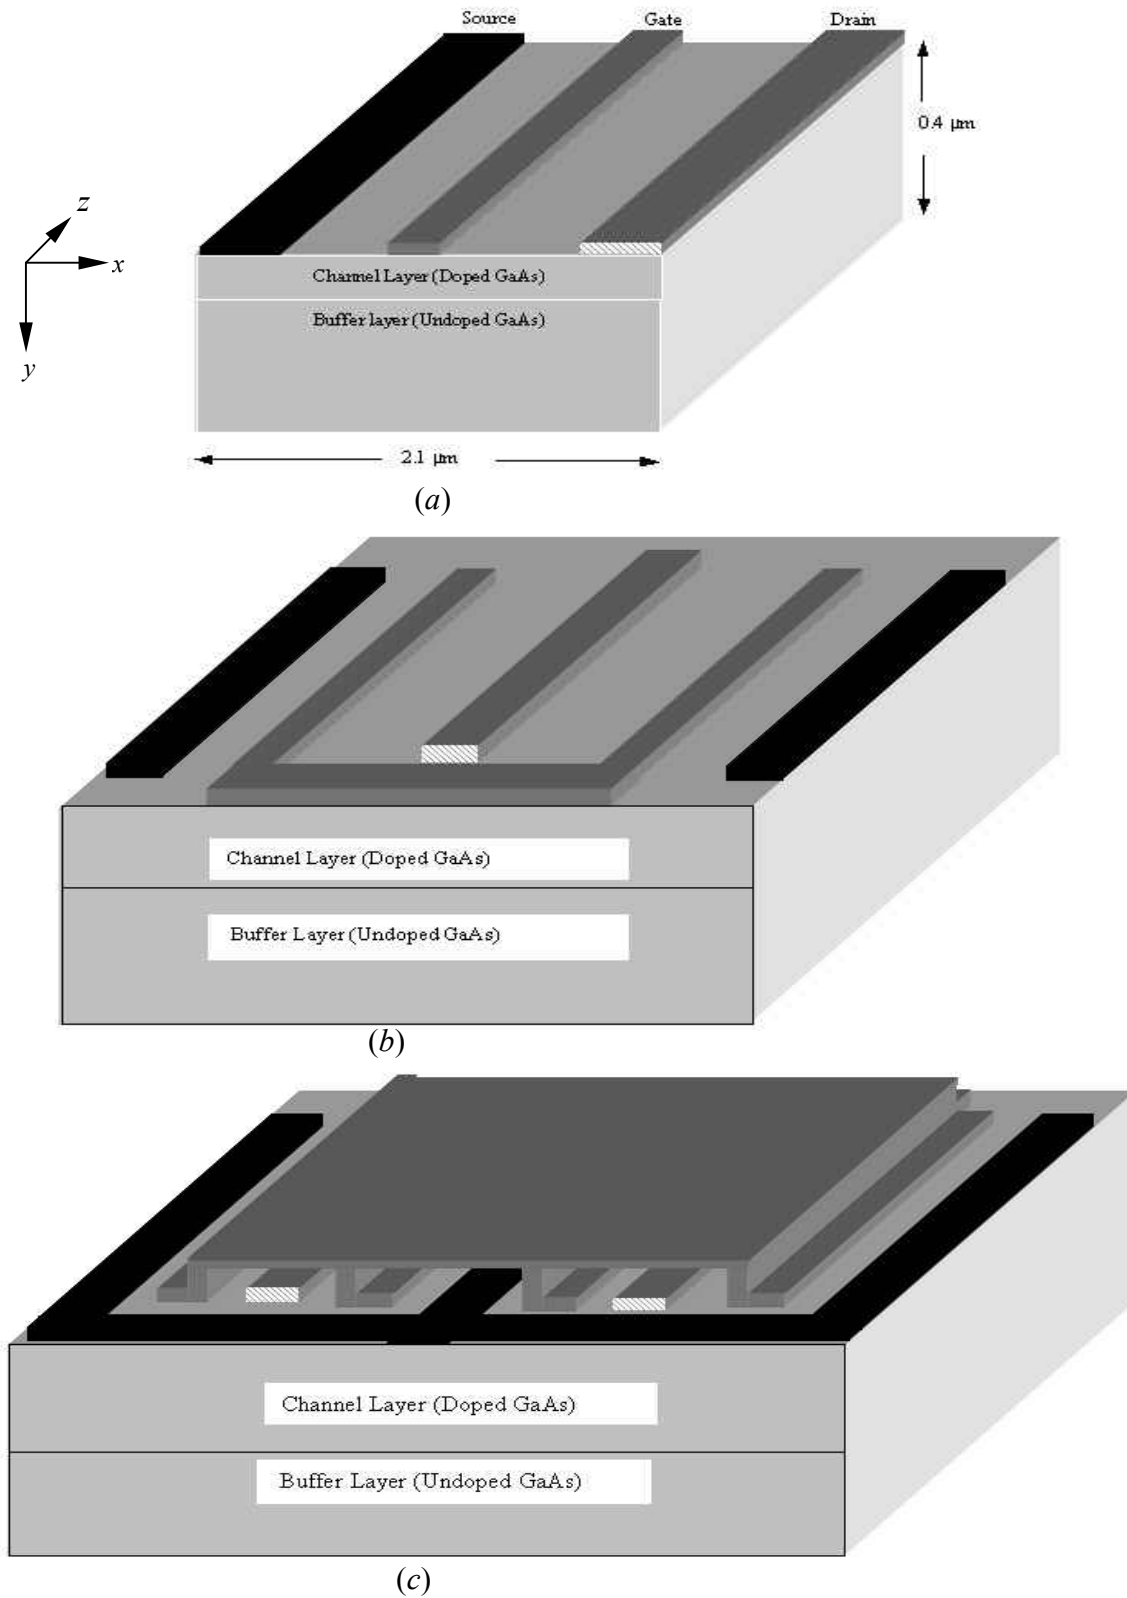 Source Gate Drain
0.4 µm
z
x
y
Channel Layer (Doped GaAs)
Buffer layer (Undoped GaAs)
2.1 µm
(a)
Channel Layer (Doped GaAs)
Buffer Layer (Undoped GaAs)
(b)
Channel Layer (Doped GaAs)
Buffer Layer (Undoped GaAs)
(c)